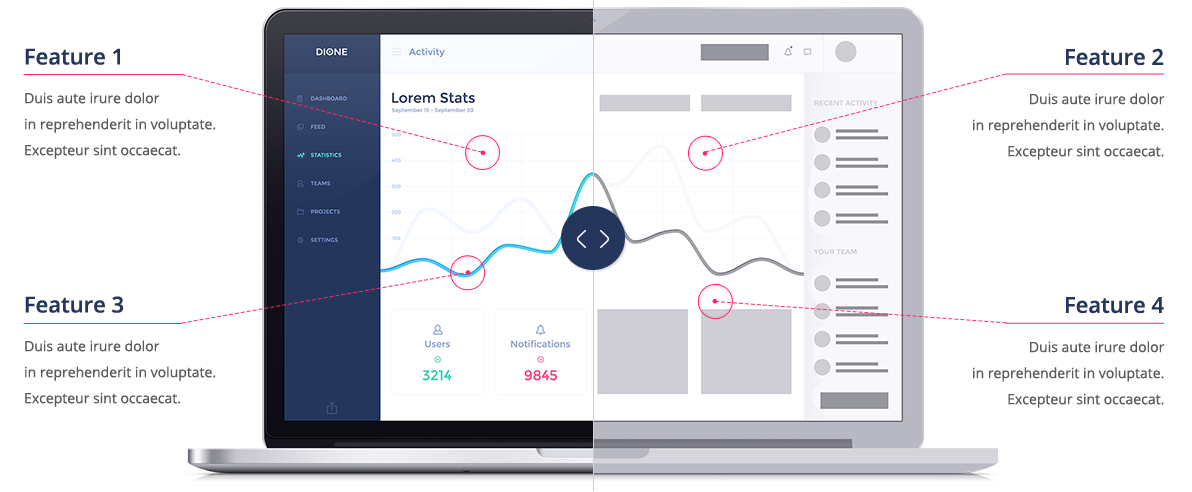 Feature 1
Duis aute irure dolor
in reprehenderit in voluptate.
Excepteur sint occaecat.
Feature 2
Duis aute irure dolor
in reprehenderit in voluptate.
Excepteur sint occaecat.
Feature 3
Duis aute irure dolor
in reprehenderit in voluptate.
Excepteur sint occaecat.
Feature 4
Duis aute irure dolor
in reprehenderit in voluptate.
Excepteur sint occaecat.
DIONE
DASHBOARD
FEED
STATISTICS
TEAMS
PROJECTS
SETTINGS
Activity
Lorem Stats
September 15 - September 30
500
400
300
200
100
Users
3214
Notifications
9845
RECENT ACTIVITY
YOUR TEAM